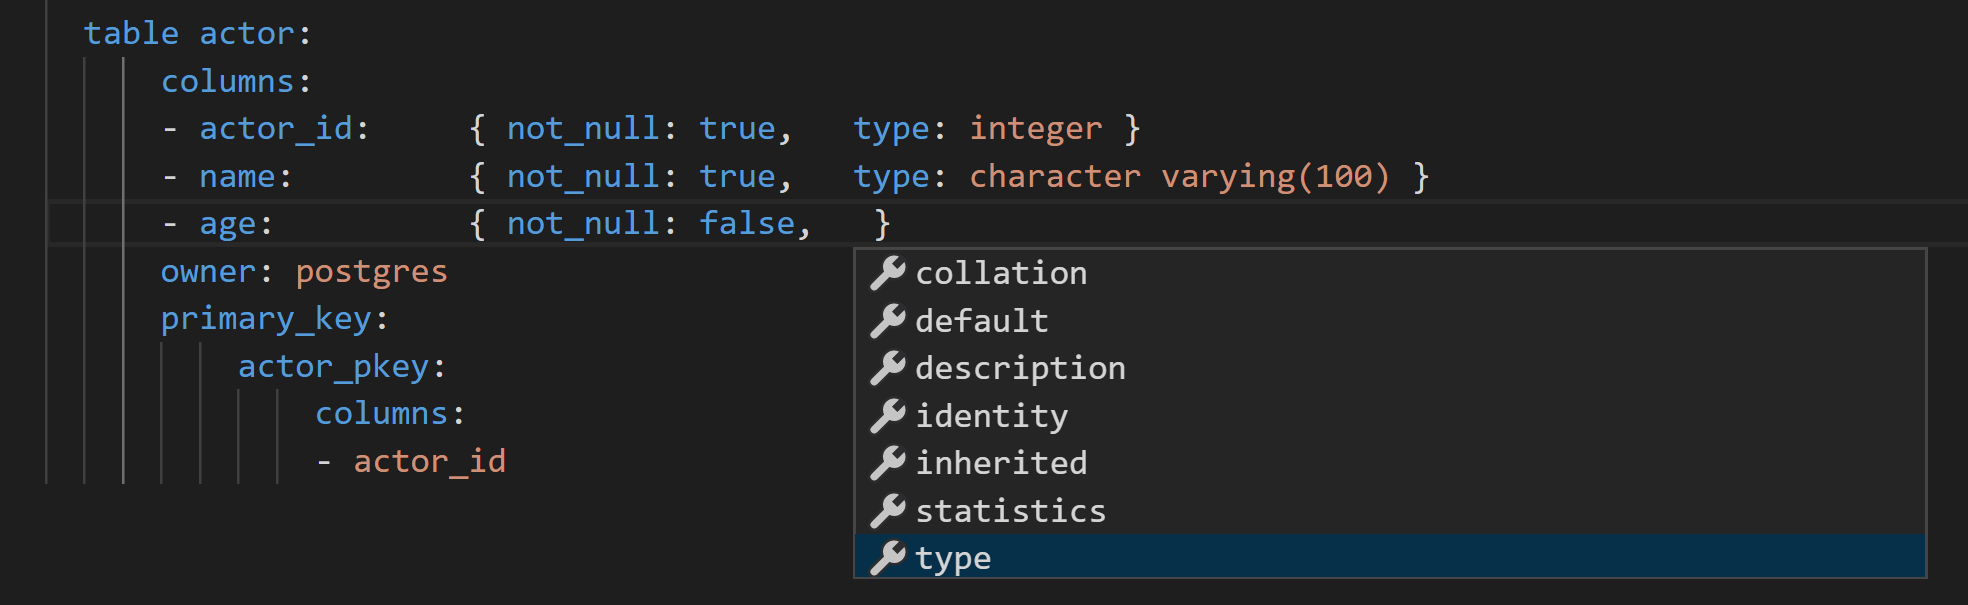 table actor:
columns:
- actor_id: { not_null: true, type: integer }
- name: { not_null: true, type: character varying(100) }
- age: { not_null: false, }
owner: postgres
primary_key:
actor_pkey:
columns:
- actor_id
collation
default
description
identity
inherited
statistics
type